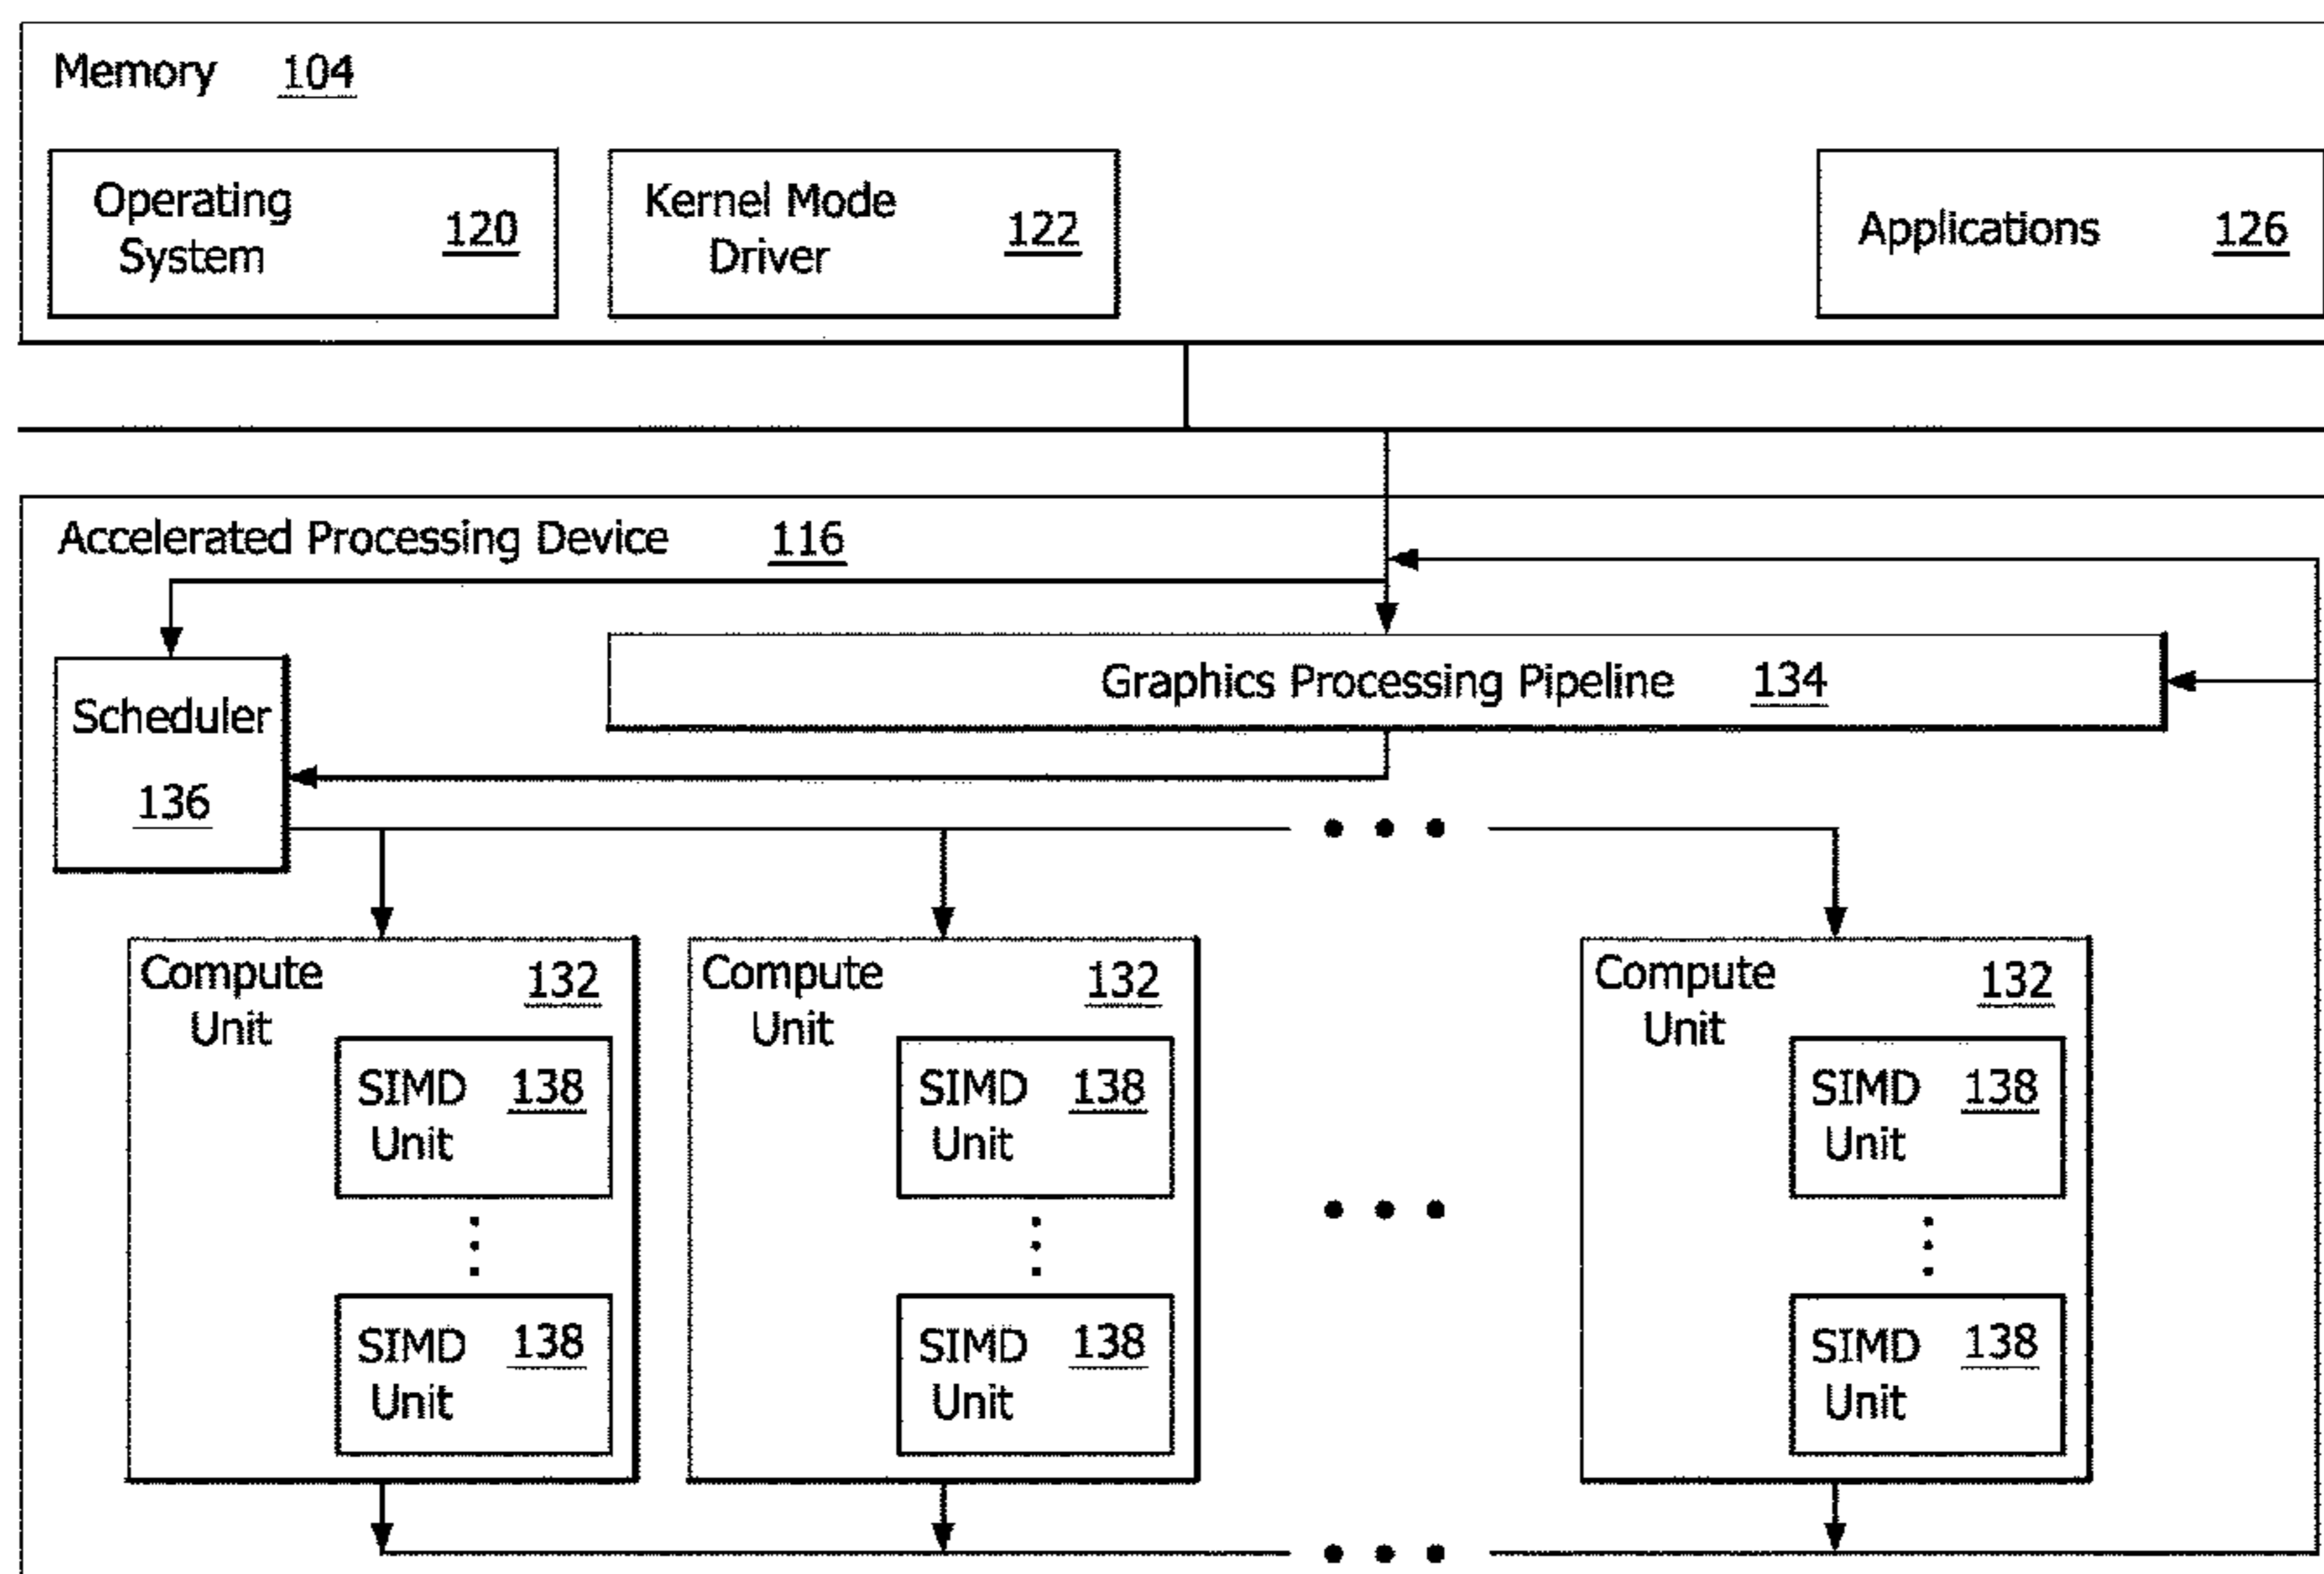 Memory 104
Operating System 120
Kernel Mode Driver 122
Applications 126
Accelerated Processing Device 116
Graphics Processing Pipeline 134
Scheduler
136
Compute Unit 132
SIMD Unit 138
SIMD Unit 138
Compute Unit 132
SIMD Unit 138
SIMD Unit 138
Compute Unit 132
SIMD Unit 138
SIMD Unit 138